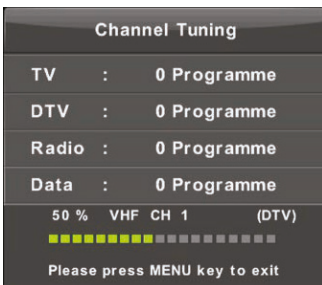 Channel Tuning
TV : 0 Programme
DTV : 0 Programme
Radio : 0 Programme
Data : 0 Programme
50 % VHF CH 1 (DTV)
Please press MENU key to exit